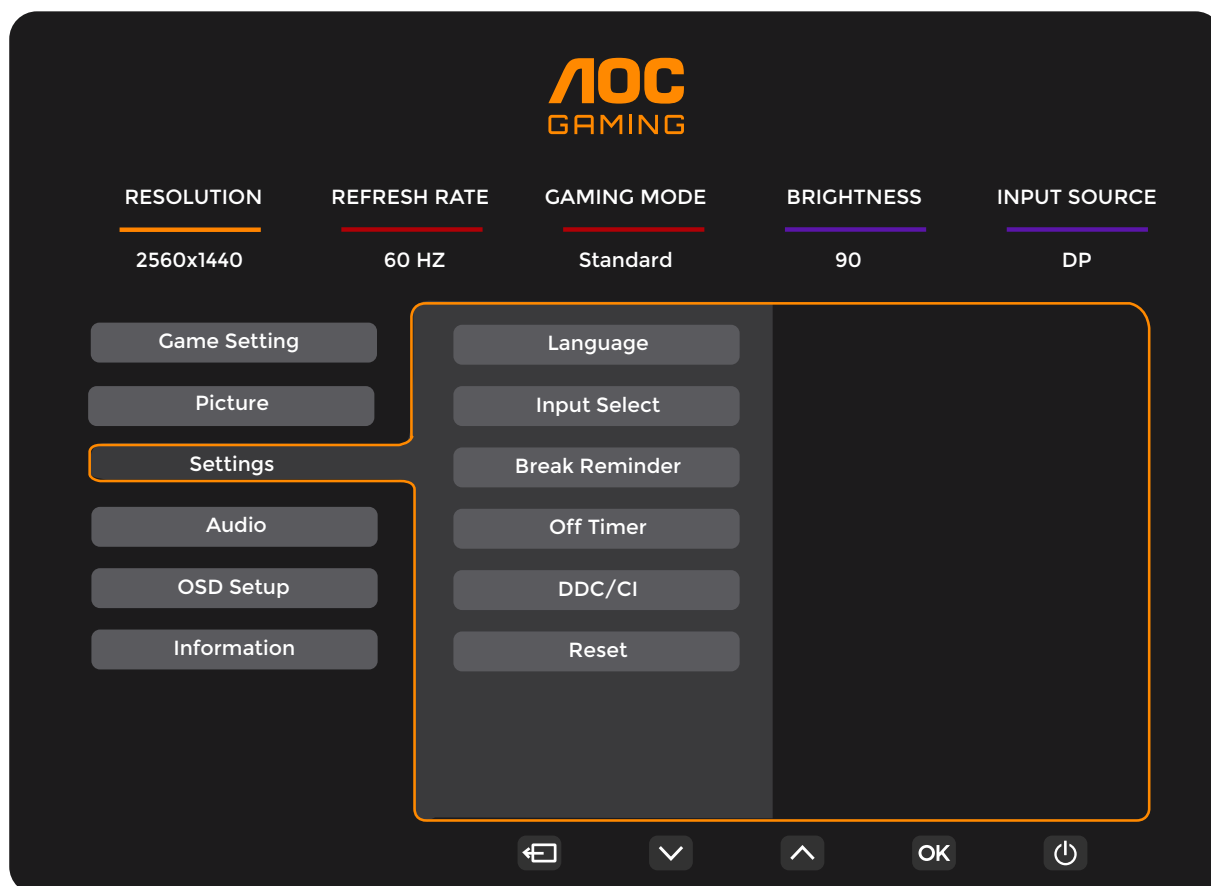 AOC
GAMING
RESOLUTION REFRESH RATE GAMING MODE BRIGHTNESS INPUT SOURCE
2560x1440 60 HZ Standard 90 DP
Game Setting
Picture
Settings
Audio
OSD Setup
Information
Language
Input Select
Break Reminder
Off Timer
DDC/CI
Reset
OK